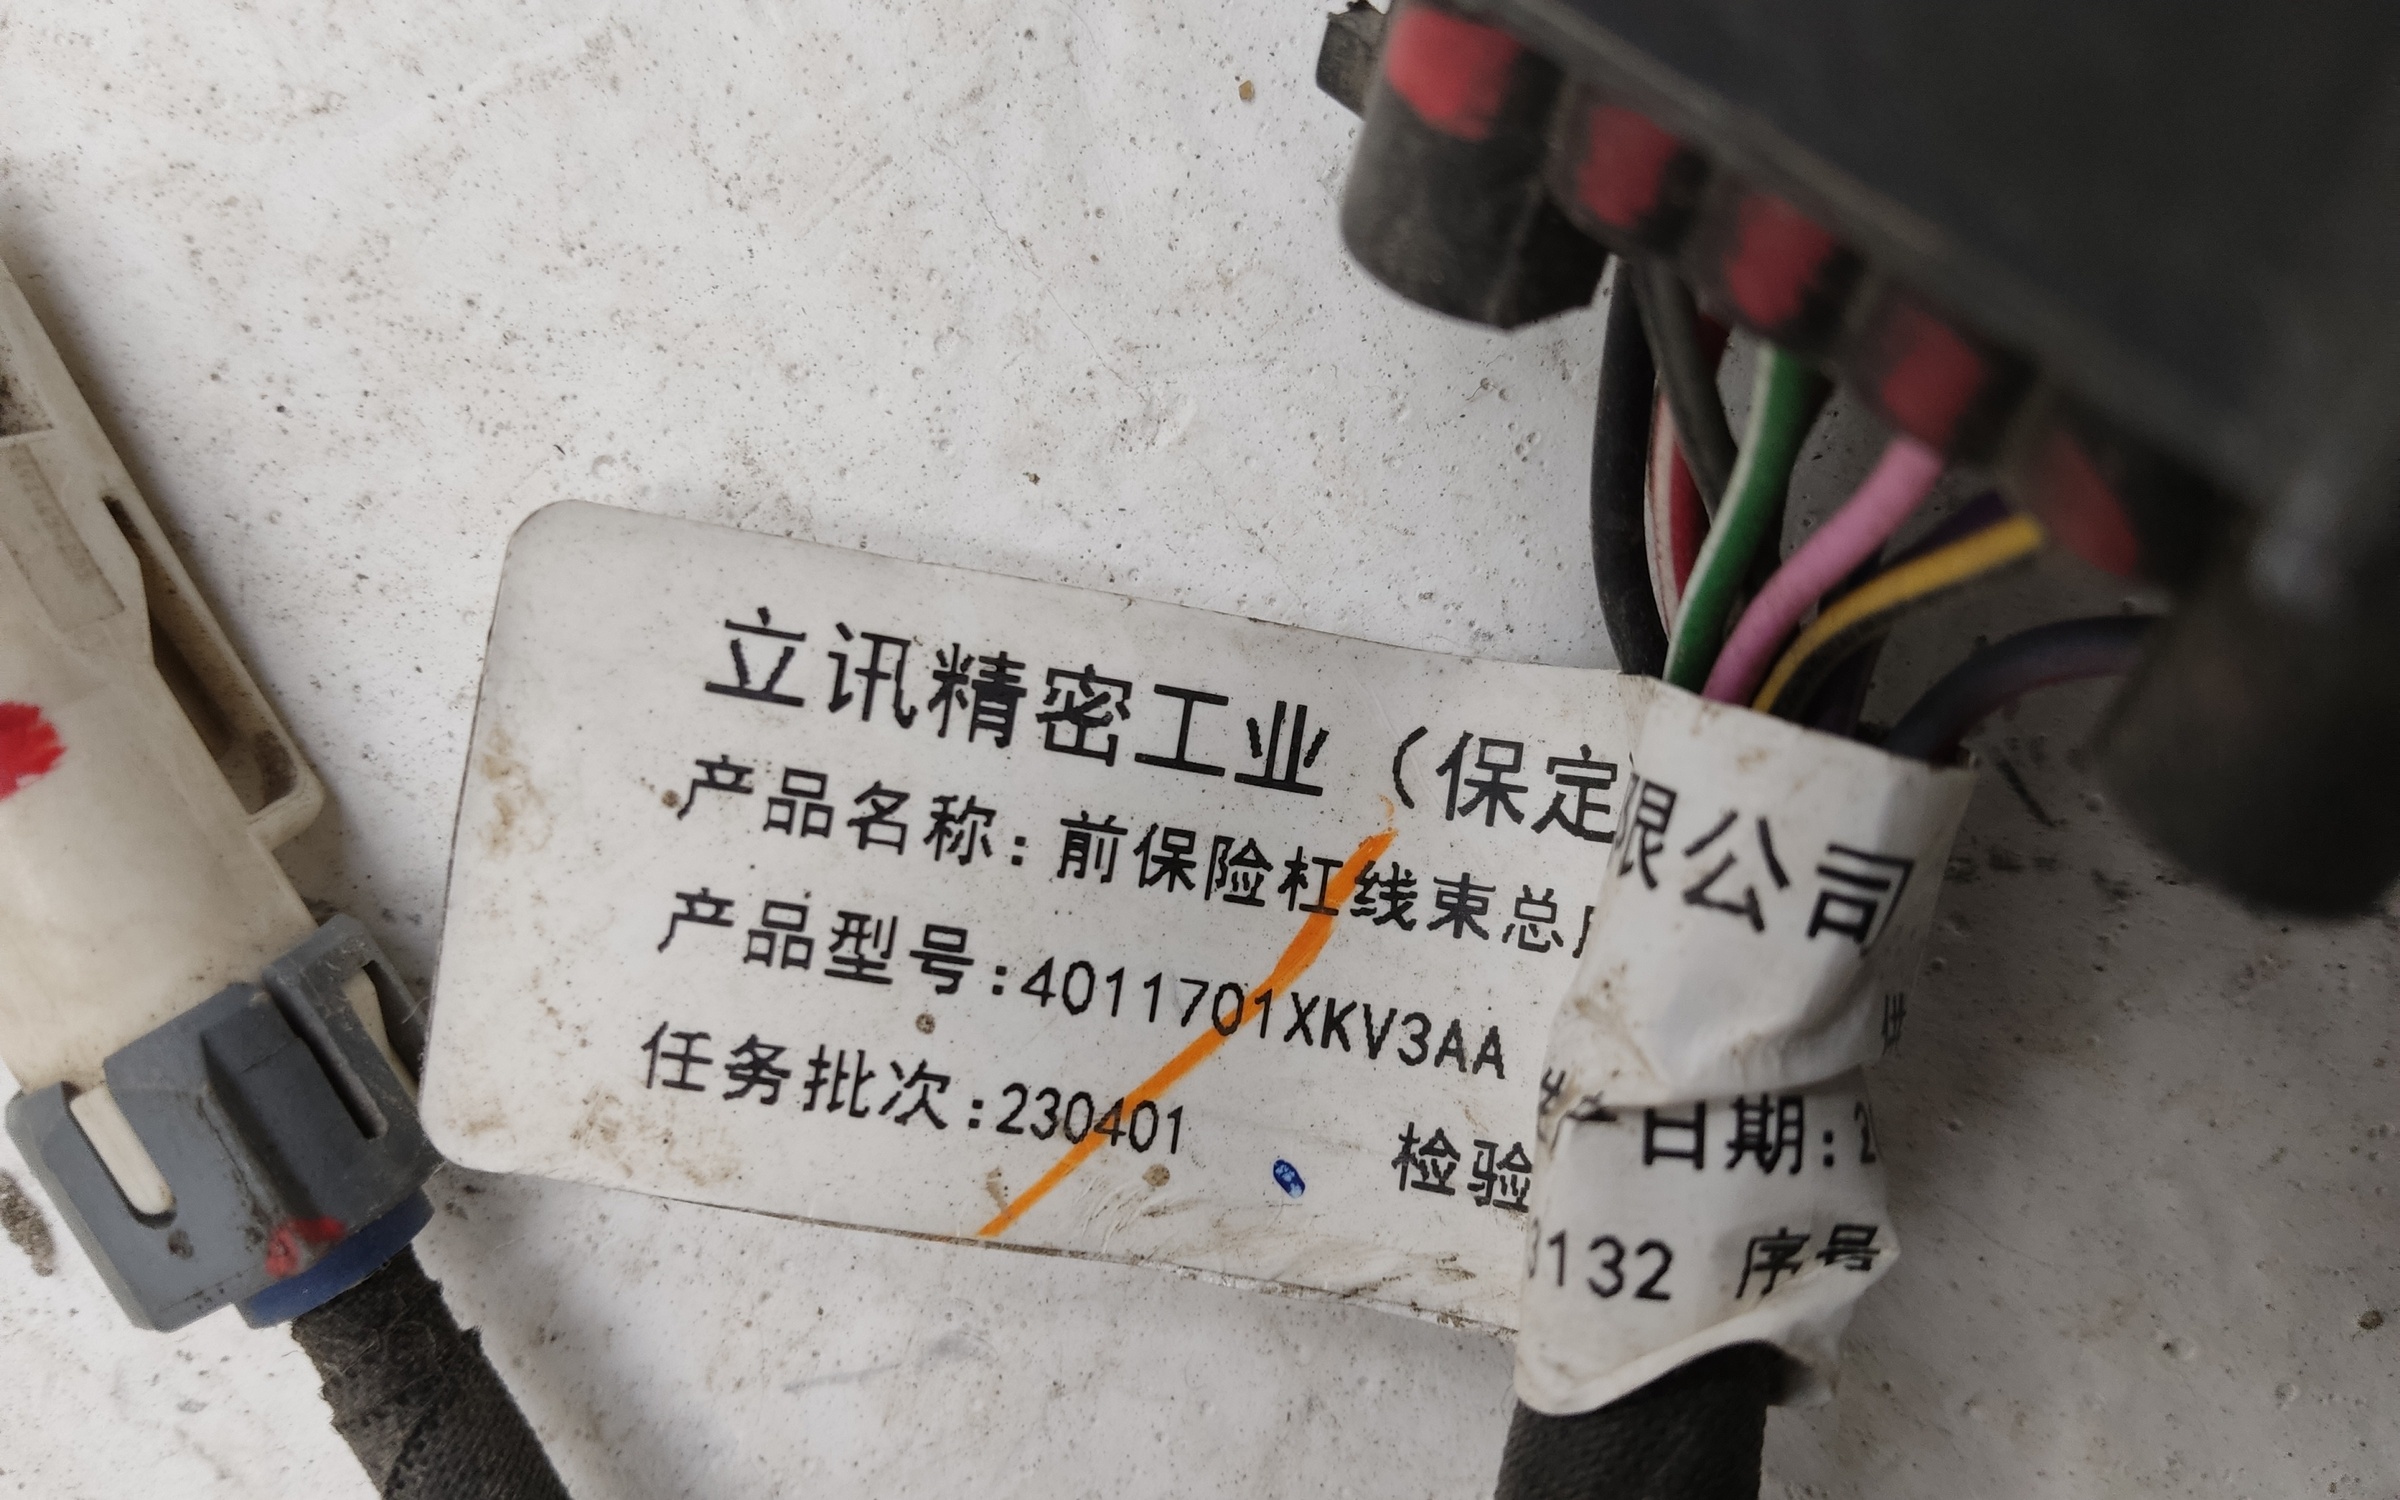 立讯精密工业（保定
限公司
产品名称：前保险杠线束总
产品型号：4011701XKV3AA
任务批次：230401
检验
日期：2
132 序号